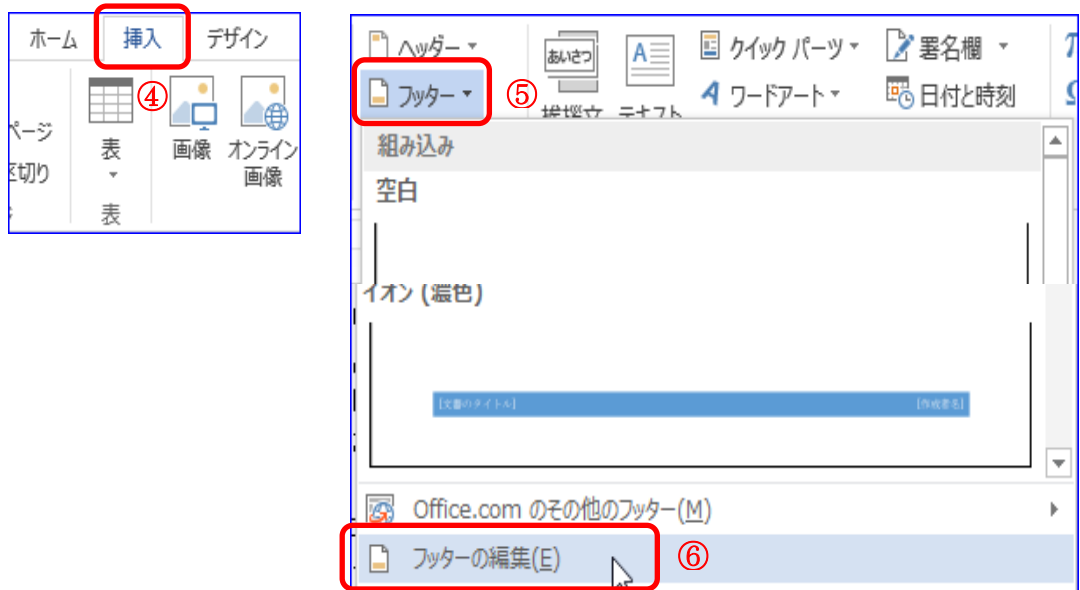 ホーム 挿入 デザイン
④
ページ
区切り
表
画像
オンライン
画像
表
ヘッダー
フッター
⑤
あいさつ
挨拶文
A
テキスト
クイック パーツ
A ワードアート
署名欄
日付と時刻
π
Ω
組み込み
空白
イオン (濃色)
[文書のタイトル] [作成者名]
Office.com のその他のフッター(M)
フッターの編集(E)
⑥